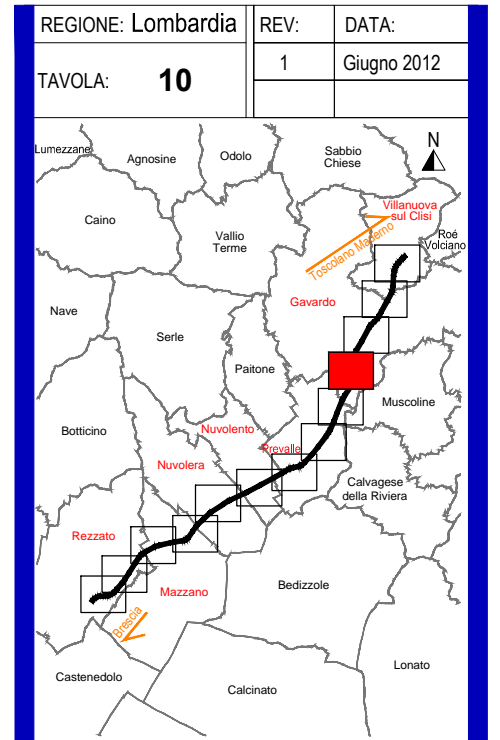 REGIONE: Lombardia
REV:
DATA:
TAVOLA: 10
1
Giugno 2012
N
Lumezzane
Agnosine
Odolo
Sabbio
Chiese
Caino
Vallio
Terme
Villanuova
sul Clisi
Roé
Volciano
Toscolano Maderno
Gavardo
Nave
Serle
Paitone
Muscoline
Botticino
Nuvolento
Prevalle
Nuvolera
Calvagese
della Riviera
Rezzato
Mazzano
Bedizzole
Brescia
Castenedolo
Calcinato
Lonato